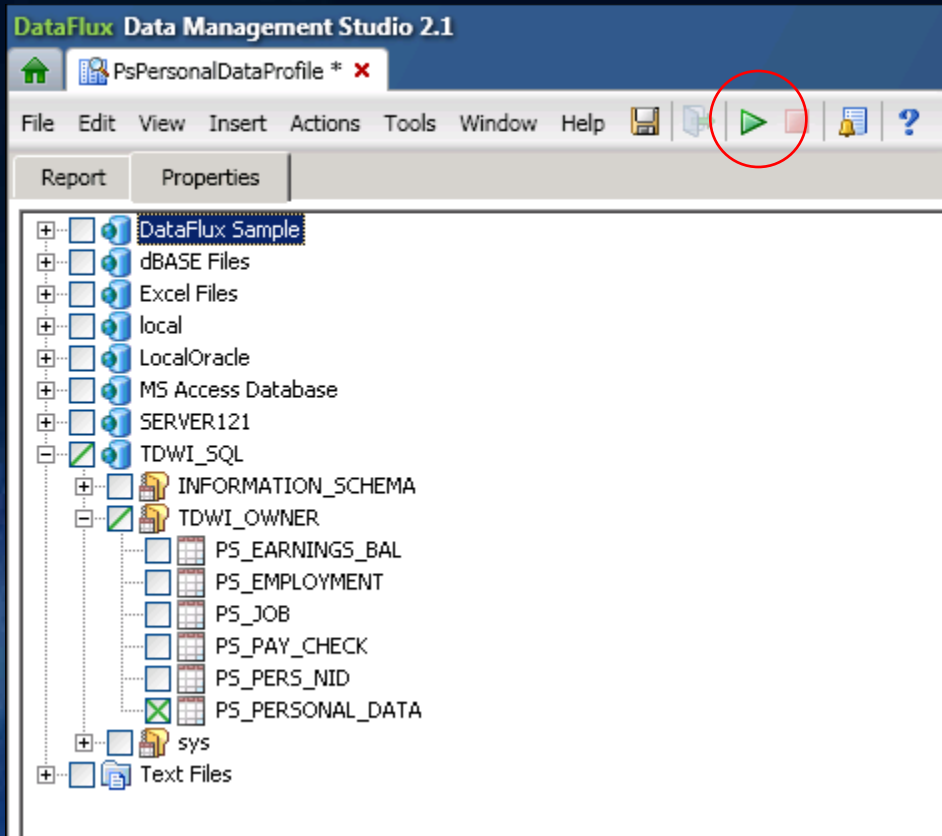 DataFlux Data Management Studio 2.1
PsPersonalDataProfile *
File Edit View Insert Actions Tools Window Help
Report Properties
DataFlux Sample
dBASE Files
Excel Files
local
LocalOracle
MS Access Database
SERVER121
TDWI_SQL
INFORMATION_SCHEMA
TDWI_OWNER
PS_EARNINGS_BAL
PS_EMPLOYMENT
PS_JOB
PS_PAY_CHECK
PS_PERS_NID
PS_PERSONAL_DATA
sys
Text Files